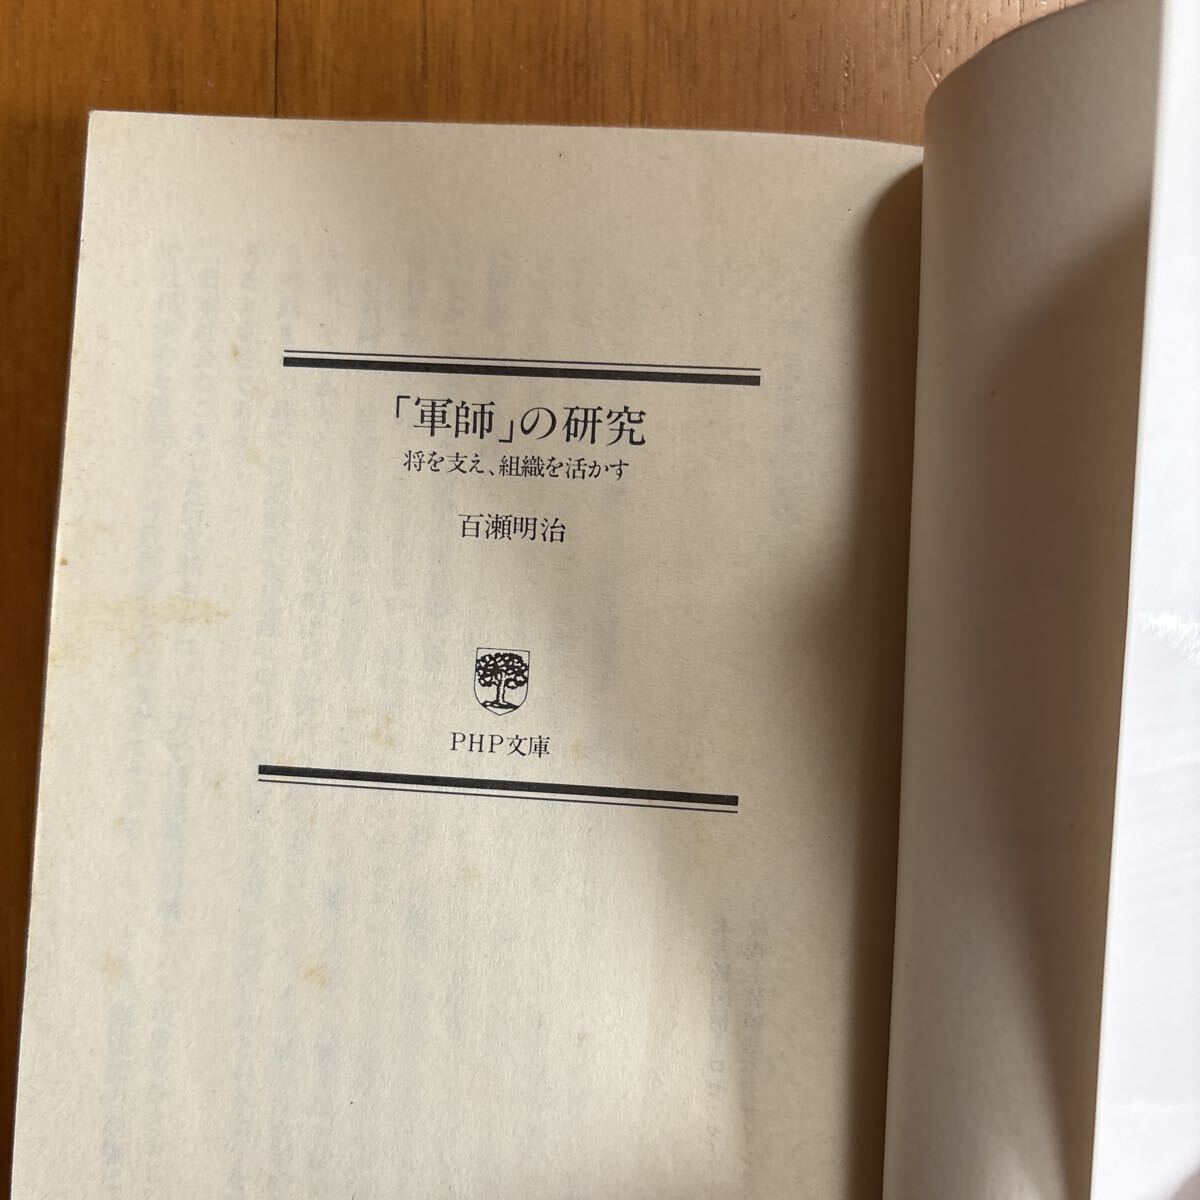 「軍師」の研究
将を支え、組織を活かす
百瀬明治
PHP文庫